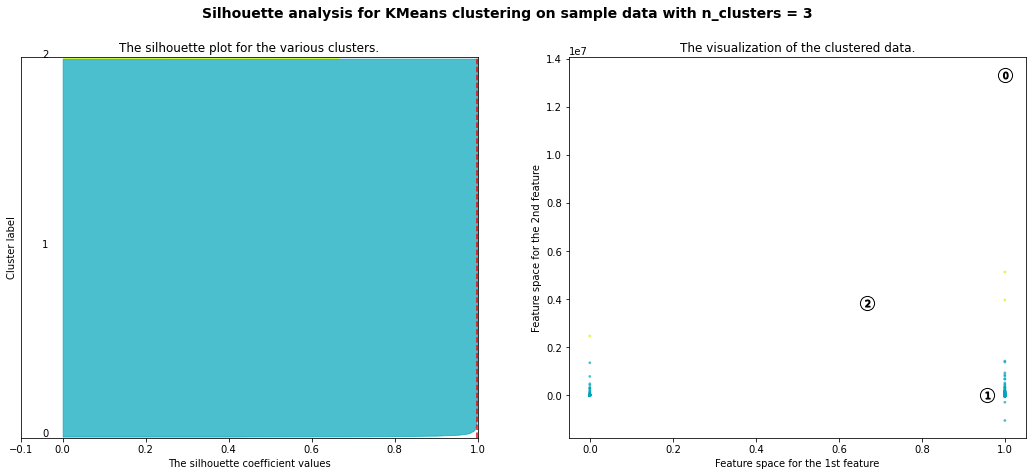 Silhouette analysis for KMeans clustering on sample data with n_clusters = 3
The silhouette plot for the various clusters.
2
1
0
Cluster label
−0.1 0.0 0.2 0.4 0.6 0.8 1.0
The silhouette coefficient values
The visualization of the clustered data.
1e7
1.4
1.2
1.0
0.8
0.6
0.4
0.2
0.0
Feature space for the 2nd feature
0
2
1
0.0 0.2 0.4 0.6 0.8 1.0
Feature space for the 1st feature